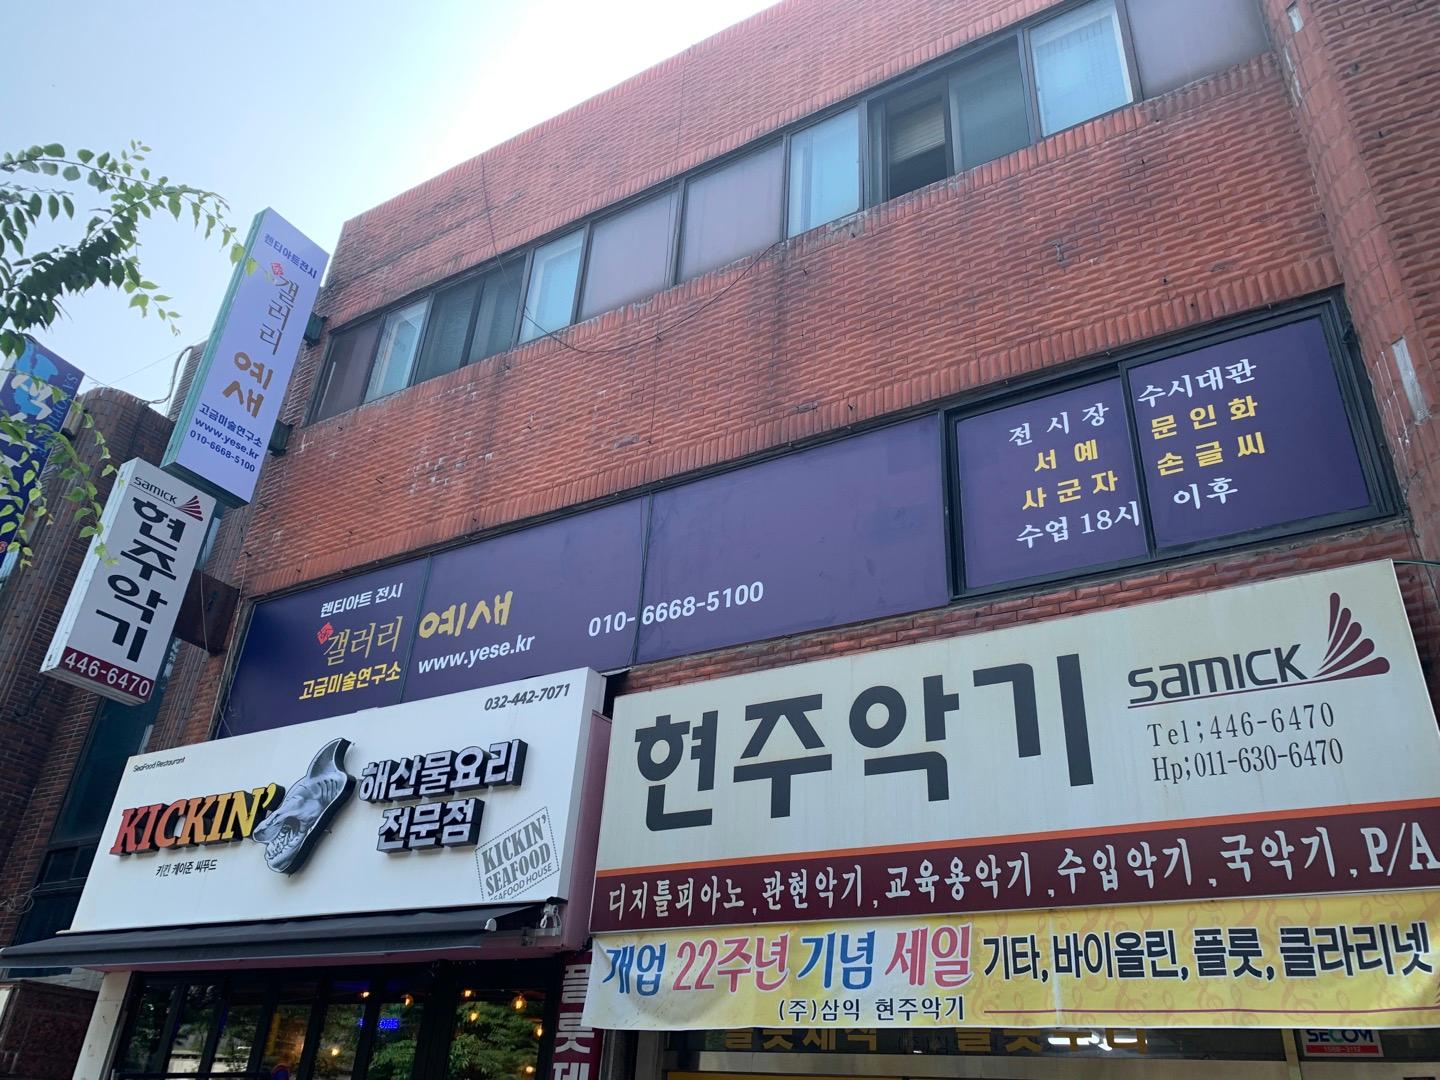 렌티아트전시
갤러리
예새
고금미술연구소
www.yese.kr
010-6668-5100
SAMICK
현주악기
446-6470
렌티아트 전시
갤러리 예새
고금미술연구소
www.yese.kr
010- 6668-5100
전 시 장 수시대관
서 예 문 인 화
사 군 자 손 글 씨
수업 18시 이후
032-442-7071
SeaFood Restaurant
KICKIN'
키킨 케이준 씨푸드
해산물요리
전문점
KICKIN'
SEAFOOD
SEAFOOD HOUSE
현주악기
SAMICK
Tel;446-6470
Hp;011-630-6470
디지틀피아노,관현악기,교육용악기,수입악기,국악기,P/A
개업 22주년 기념 세일 기타,바이올린,플룻,클라리넷
(주)삼익 현주악기
플룻
SECOM